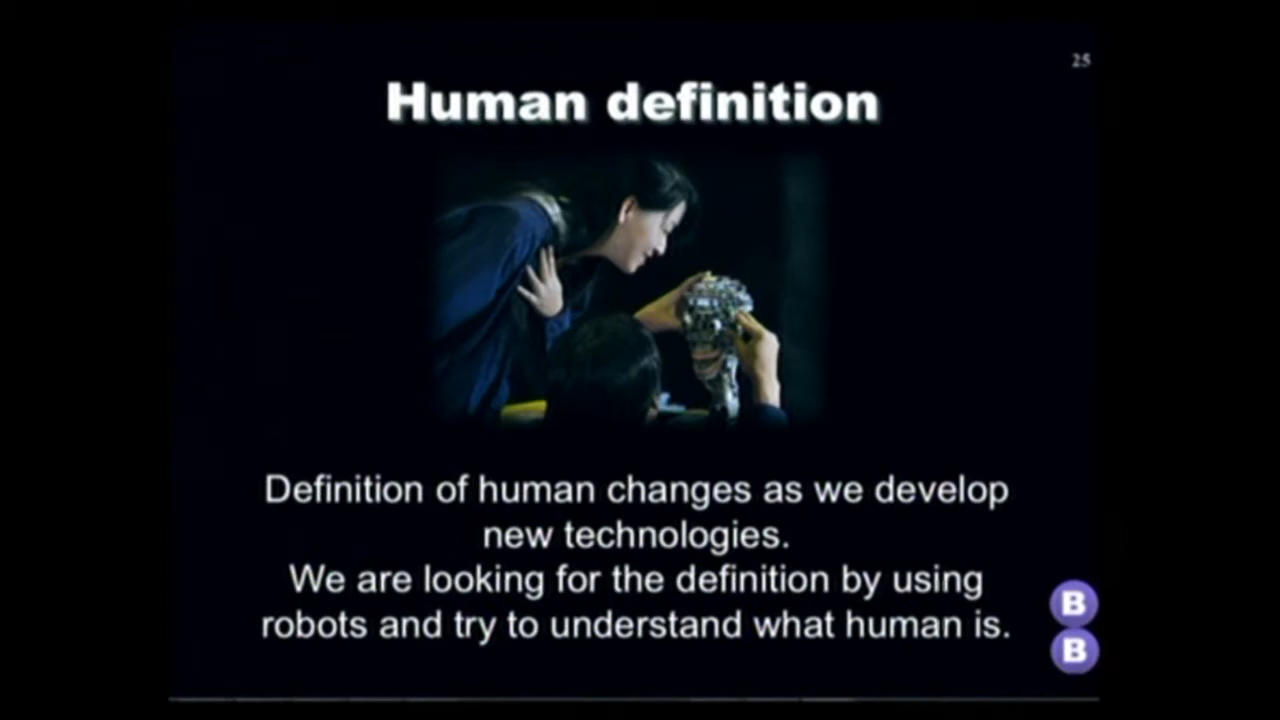 25
Human definition
Definition of human changes as we develop
new technologies.
We are looking for the definition by using
robots and try to understand what human is.
B
B